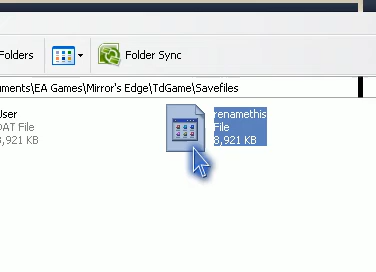 Folders
Folder Sync
uments\EA Games\Mirror's Edge\TdGame\Savefiles
User
DAT File
8,921 KB
renamethis
File
8,921 KB